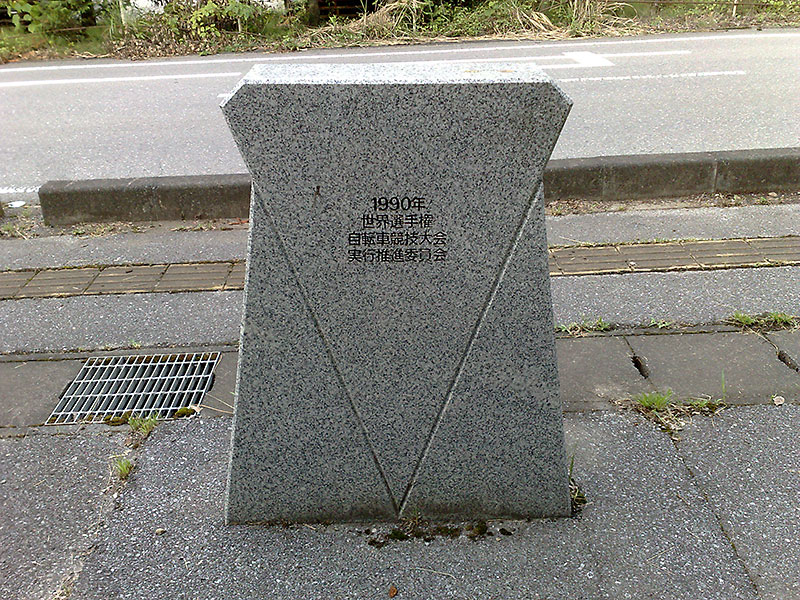 1990年
世界選手権
自転車競技大会
実行推進委員会